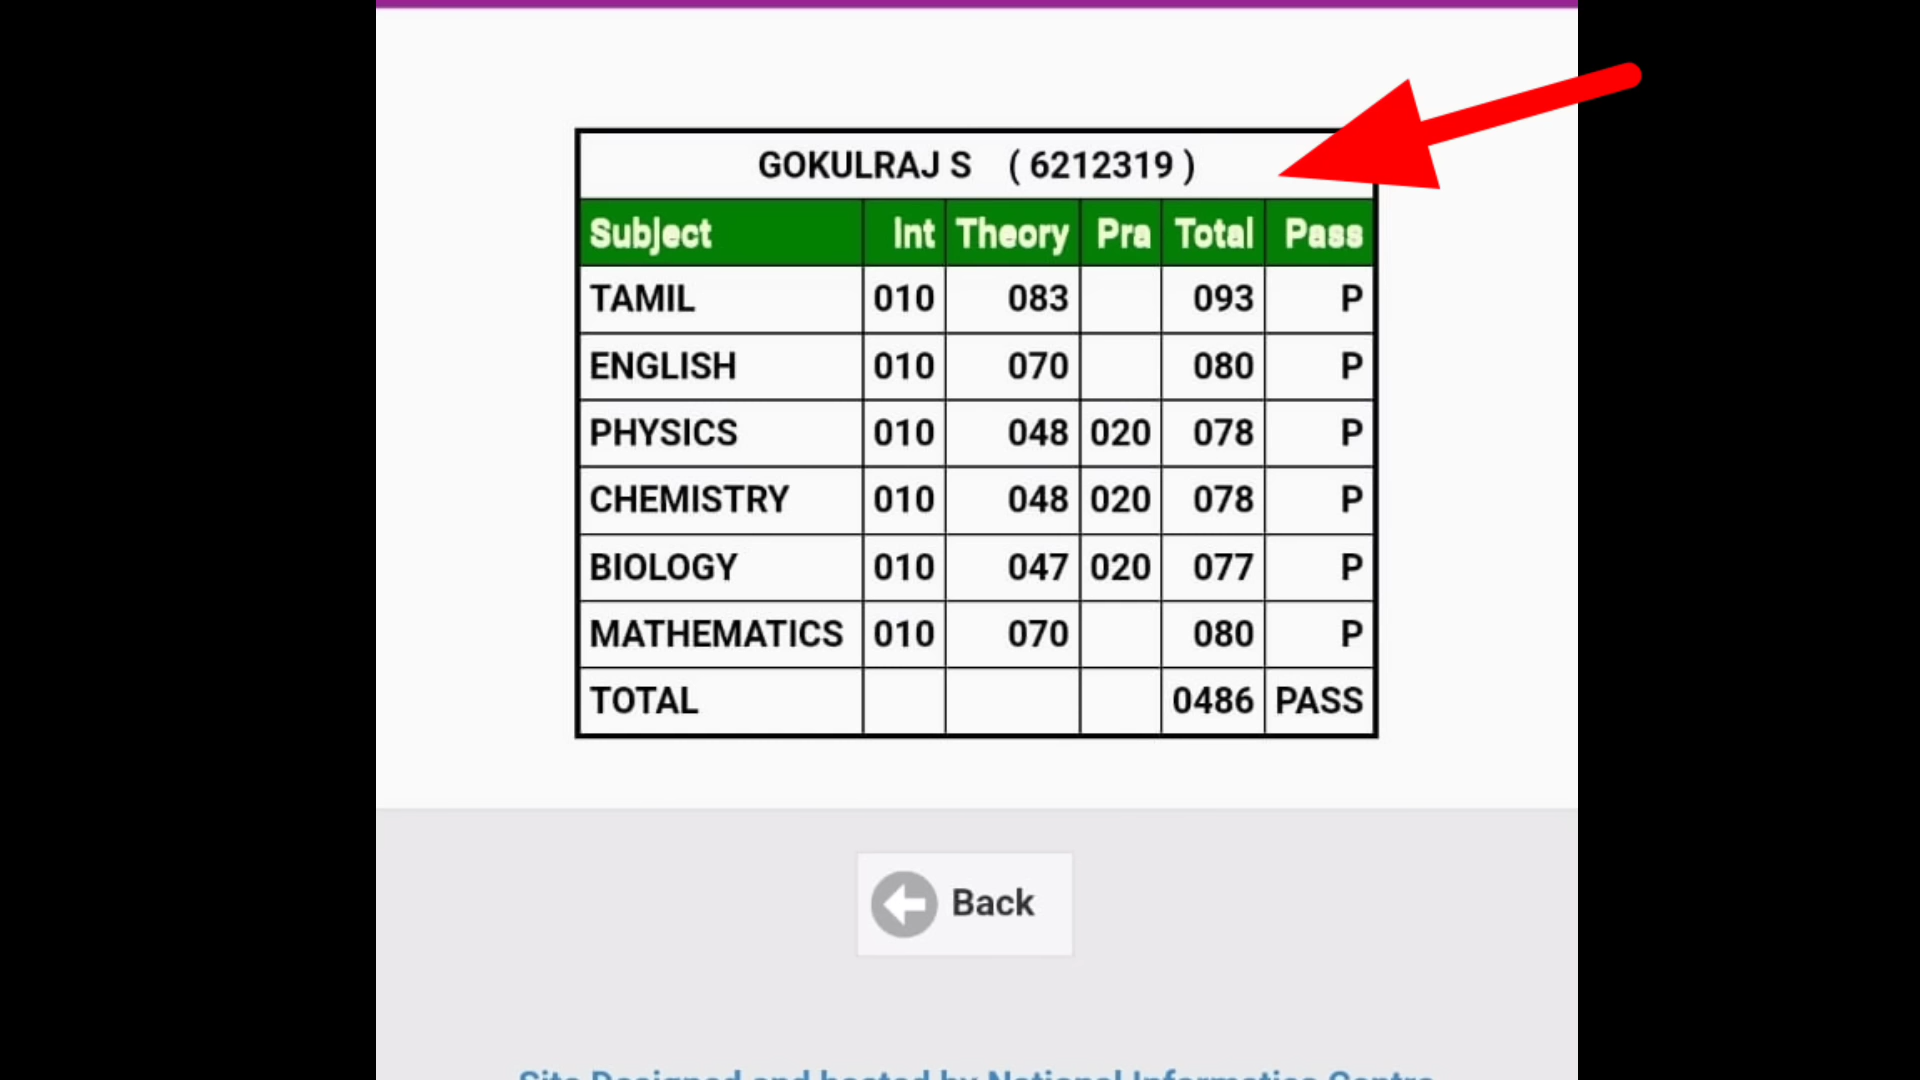 GOKULRAJ S ( 6212319 )
Subject Int Theory Pra Total Pass
TAMIL 010 083 093 P
ENGLISH 010 070 080 P
PHYSICS 010 048 020 078 P
CHEMISTRY 010 048 020 078 P
BIOLOGY 010 047 020 077 P
MATHEMATICS 010 070 080 P
TOTAL 0486 PASS
Back
Site Designed and hosted by National Informatics Centre